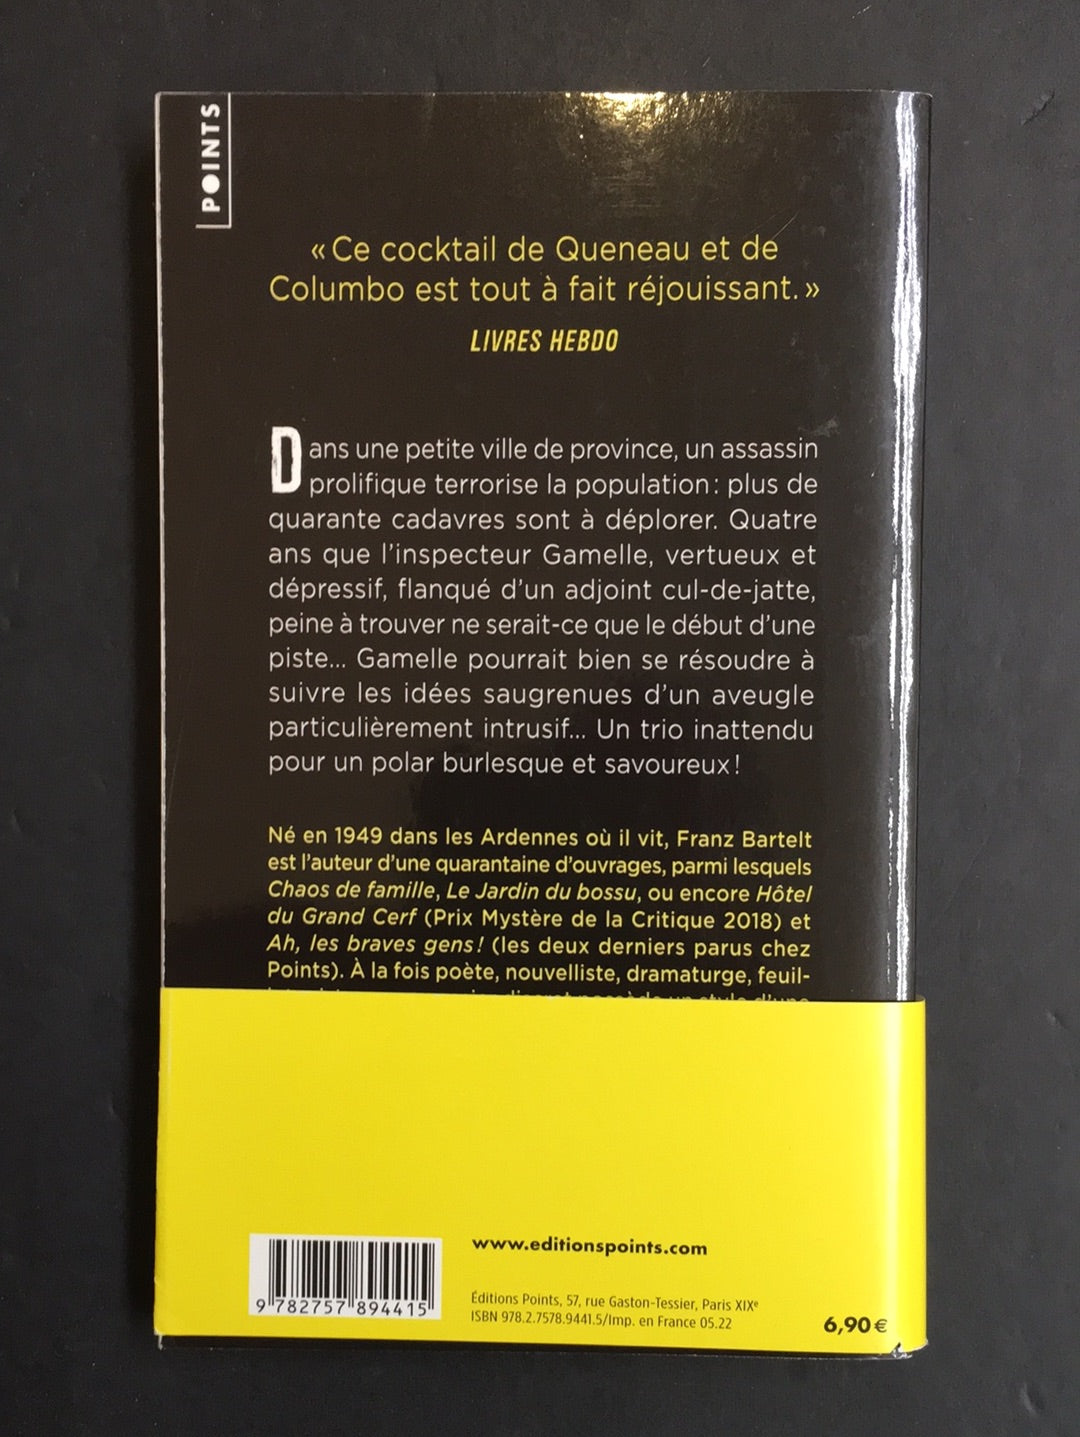 POINTS
« Ce cocktail de Queneau et de
Columbo est tout à fait réjouissant. »
LIVRES HEBDO
Dans une petite ville de province, un assassin
prolifique terrorise la population : plus de
quarante cadavres sont à déplorer. Quatre
ans que l'inspecteur Gamelle, vertueux et
dépressif, flanqué d'un adjoint cul-de-jatte,
peine à trouver ne serait-ce que le début d'une
piste... Gamelle pourrait bien se résoudre à
suivre les idées saugrenues d'un aveugle
particulièrement intrusif... Un trio inattendu
pour un polar burlesque et savoureux !
Né en 1949 dans les Ardennes où il vit, Franz Bartelt
est l'auteur d'une quarantaine d'ouvrages, parmi lesquels
Chaos de famille, Le Jardin du bossu, ou encore Hôtel
du Grand Cerf (Prix Mystère de la Critique 2018) et
Ah, les braves gens ! (les deux derniers parus chez
Points). À la fois poète, nouvelliste, dramaturge, feuil-
discret possède un style d'une
www.editionspoints.com
Éditions Points, 57, rue Gaston-Tessier, Paris XIXe
ISBN 978.2.7578.9441.5/Imp. en France 05.22
9 782757 894415
6,90 €